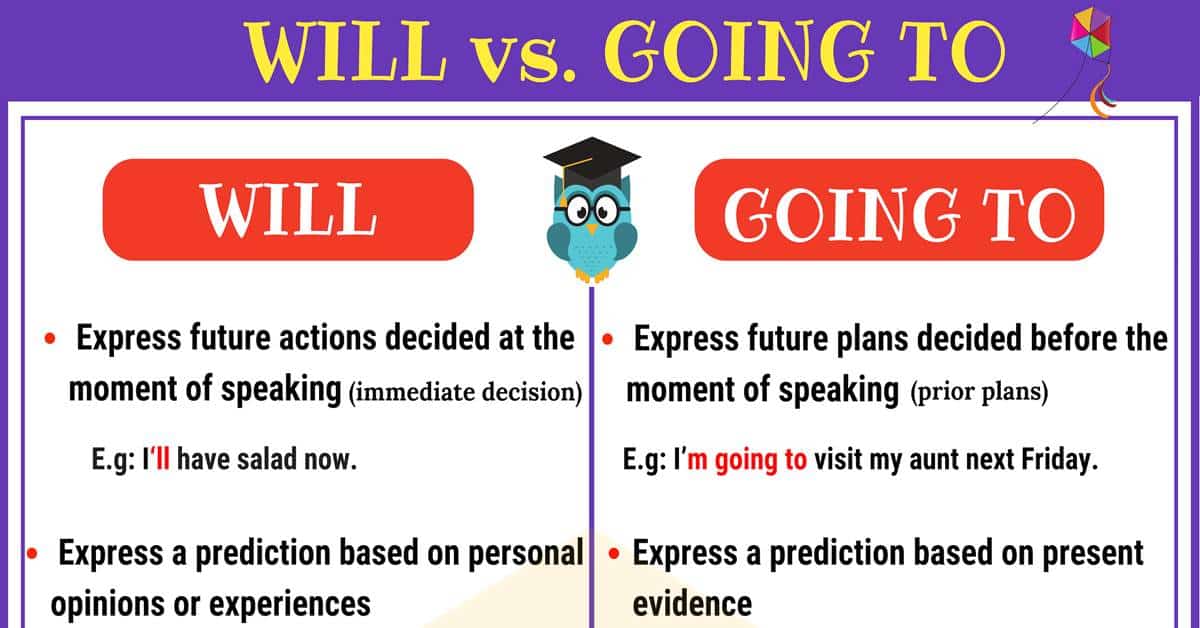 WILL vs. GOING TO
WILL
• Express future actions decided at the
moment of speaking (immediate decision)
E.g: I'll have salad now.
• Express a prediction based on personal
opinions or experiences
GOING TO
• Express future plans decided before the
moment of speaking (prior plans)
E.g: I’m going to visit my aunt next Friday.
• Express a prediction based on present
evidence